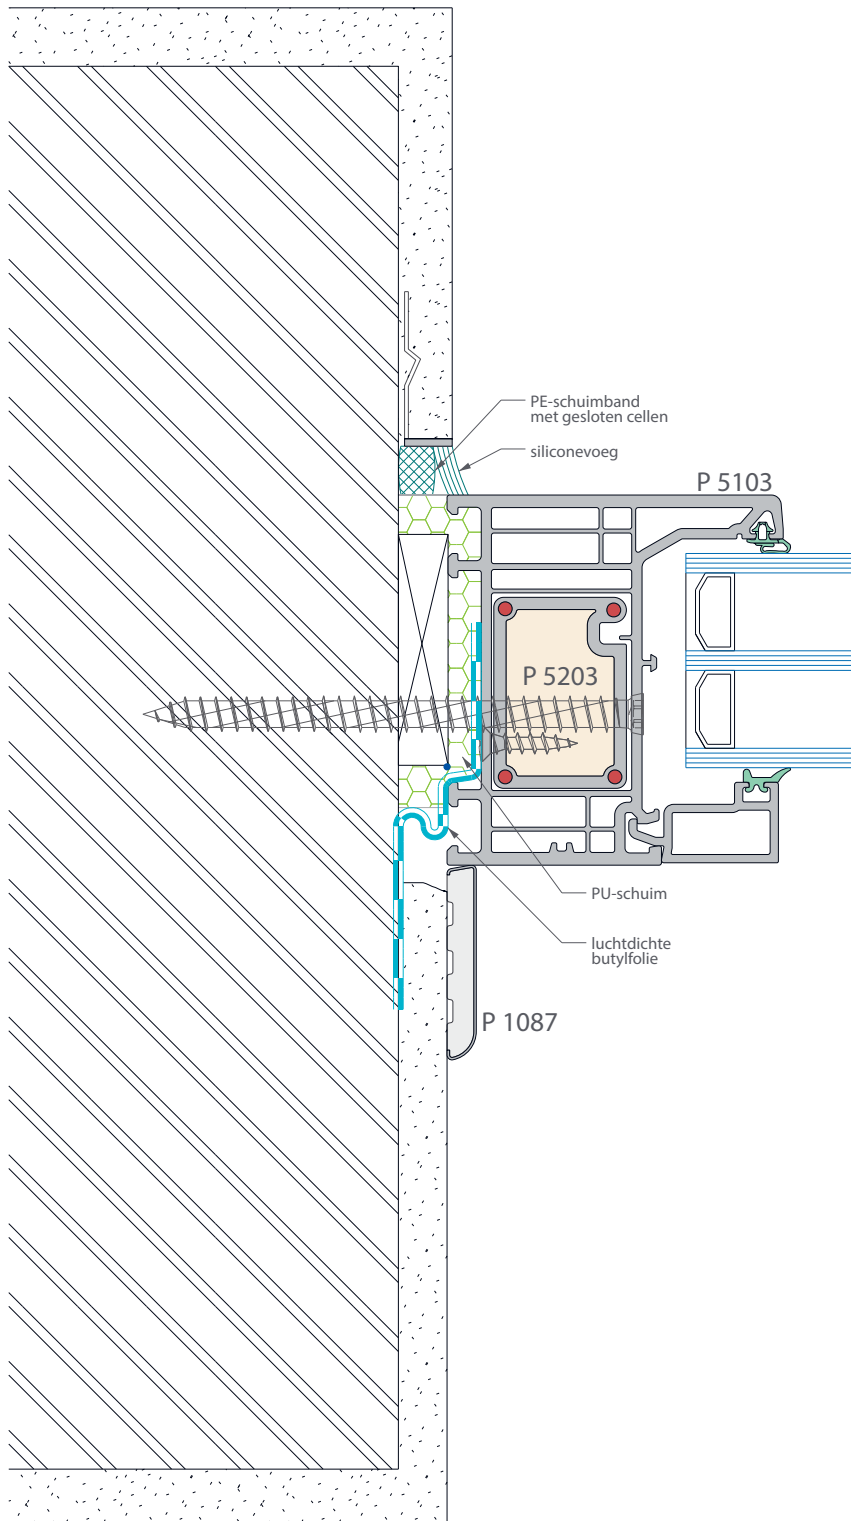 PE-schuimband
met gesloten cellen
siliconevoeg
P 5103
P 5203
PU-schuim
luchtdichte
butylfolie
P 1087